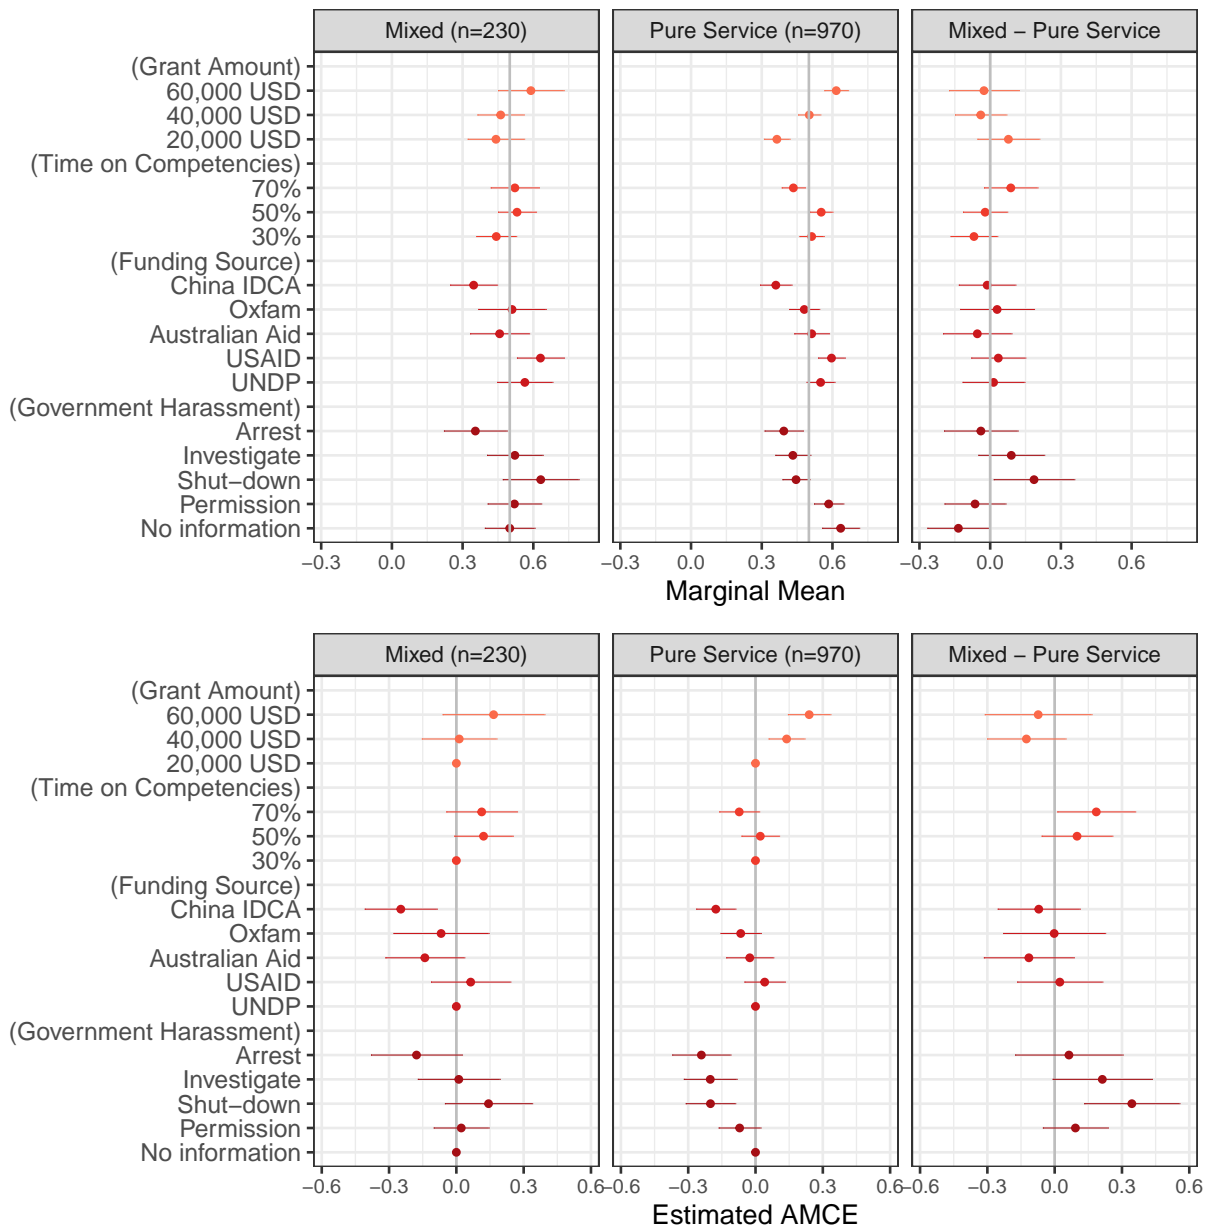 Mixed (n=230) Pure Service (n=970) Mixed − Pure Service
(Grant Amount)
60,000 USD
40,000 USD
20,000 USD
(Time on Competencies)
70%
50%
30%
(Funding Source)
China IDCA
Oxfam
Australian Aid
USAID
UNDP
(Government Harassment)
Arrest
Investigate
Shut−down
Permission
No information
−0.3 0.0 0.3 0.6 −0.3 0.0 0.3 0.6 −0.3 0.0 0.3 0.6
Marginal Mean
Mixed (n=230) Pure Service (n=970) Mixed − Pure Service
(Grant Amount)
60,000 USD
40,000 USD
20,000 USD
(Time on Competencies)
70%
50%
30%
(Funding Source)
China IDCA
Oxfam
Australian Aid
USAID
UNDP
(Government Harassment)
Arrest
Investigate
Shut−down
Permission
No information
−0.6 −0.3 0.0 0.3 0.6 −0.6 −0.3 0.0 0.3 0.6 −0.6 −0.3 0.0 0.3 0.6
Estimated AMCE